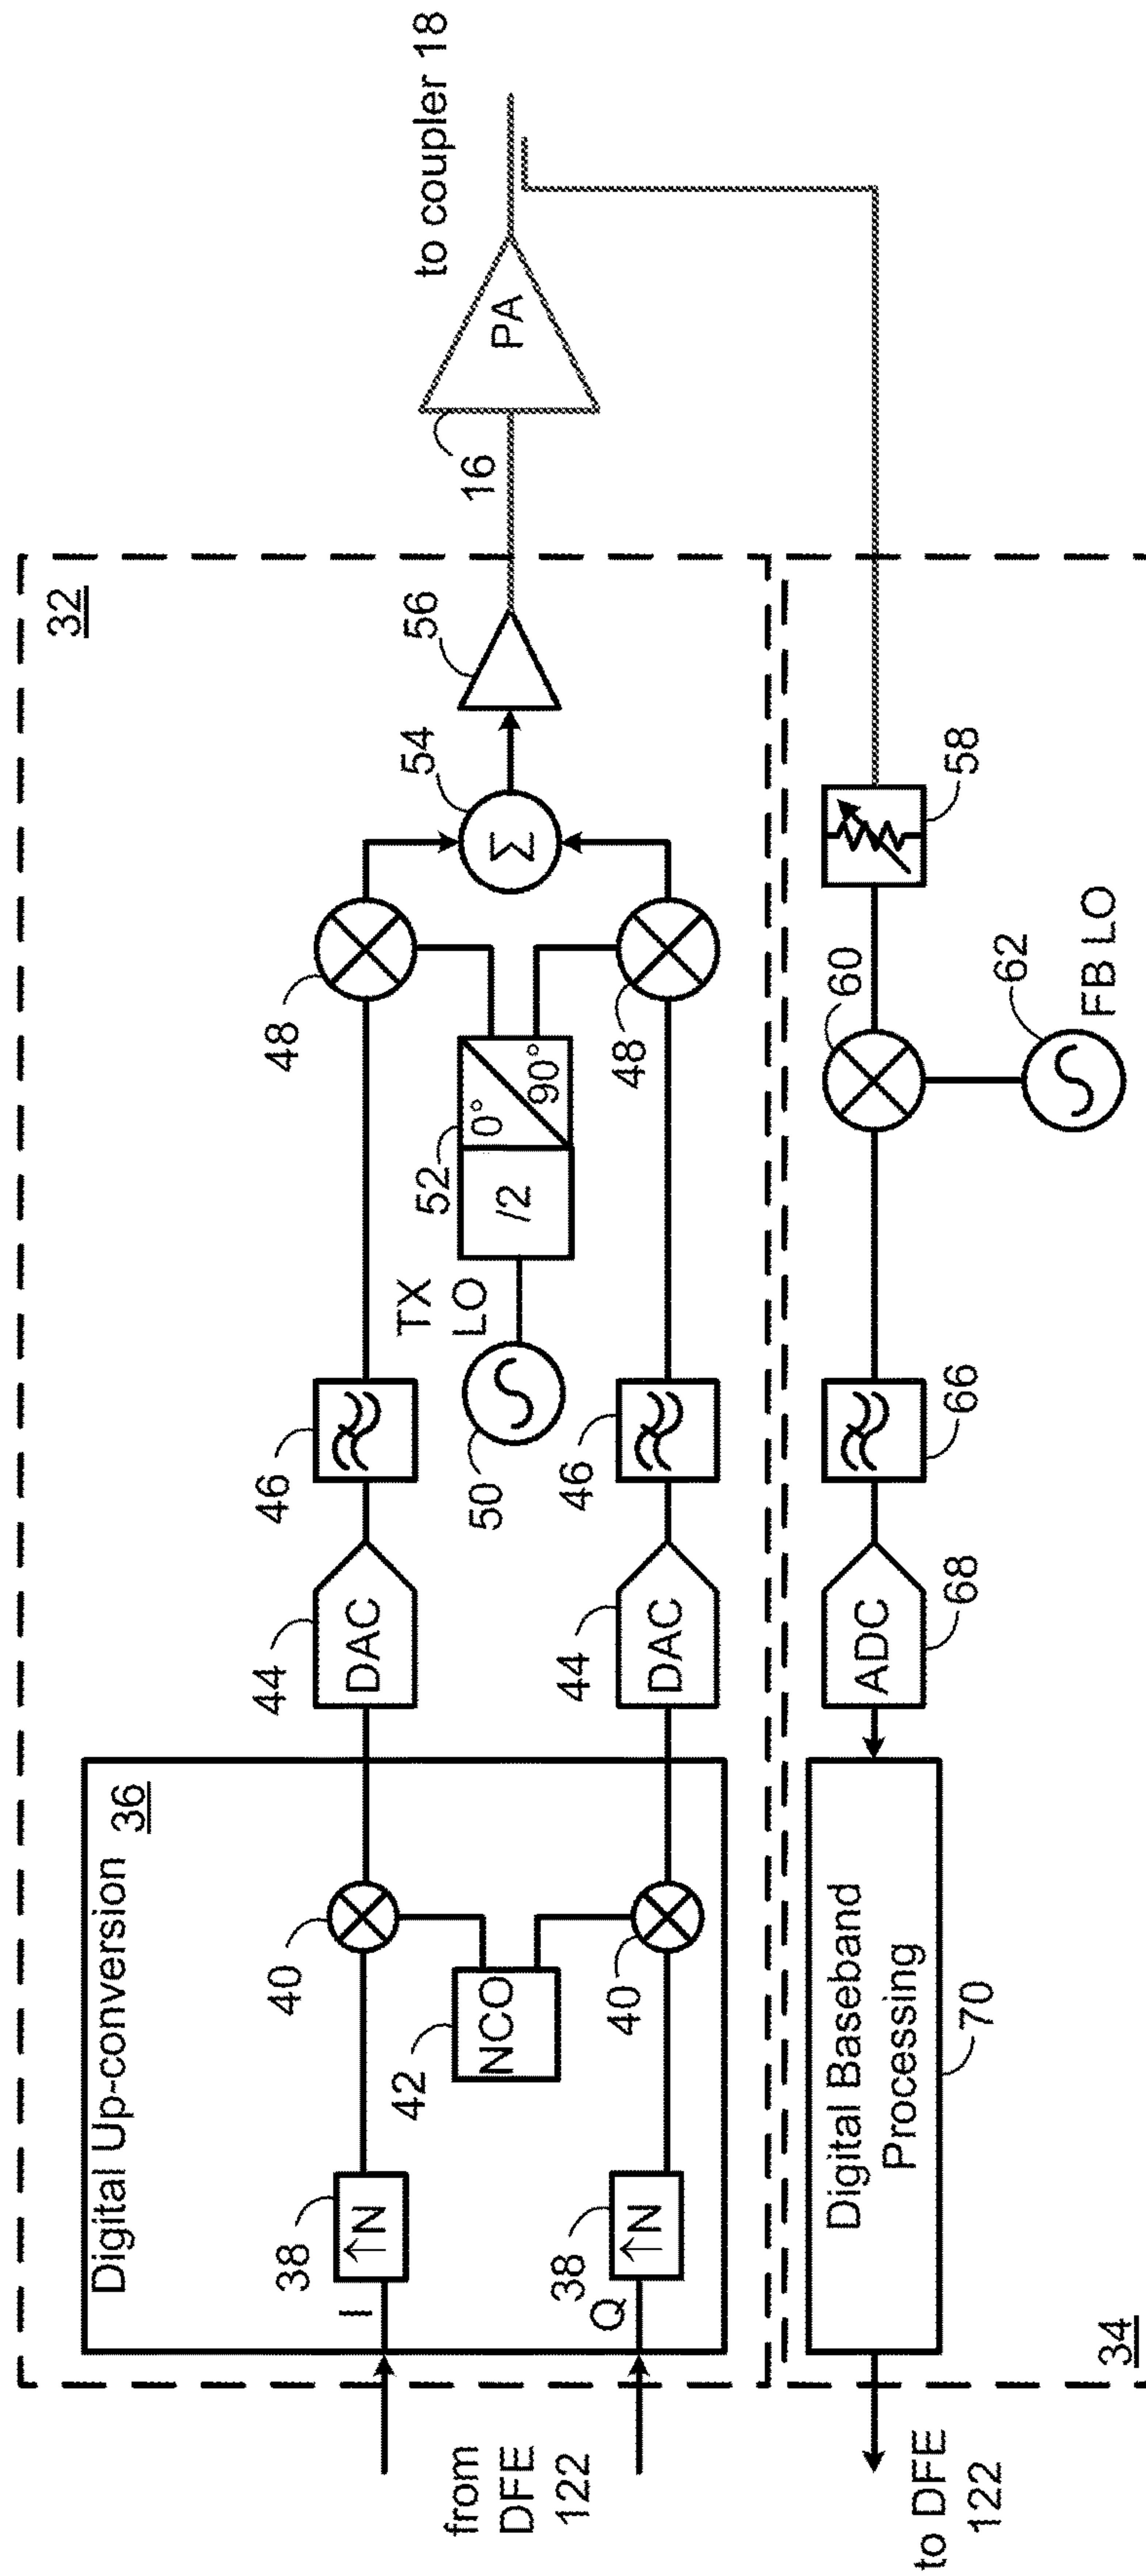 32
Digital Up-conversion
36
from
DFE
122
I
38
↑N
40
44
DAC
46
48
42
NCO
TX
LO
50
52
/2
0°
90°
54
Σ
56
16
PA
to coupler 18
Q
38
↑N
40
44
DAC
46
48
to DFE
122
34
Digital Baseband
Processing
70
ADC
68
66
60
62
FB LO
58